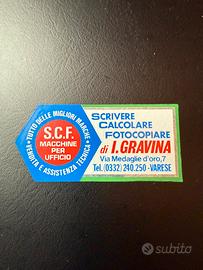 TUTTO DELLE MIGLIORI MARCHE
VENDITA E ASSISTENZA TECNICA
S.C.F.
MACCHINE
PER
UFFICIO
SCRIVERE
CALCOLARE
FOTOCOPIARE
di I. GRAVINA
Via Medaglie d'oro,7
Tel. (0332) 240.250 - VARESE
subito